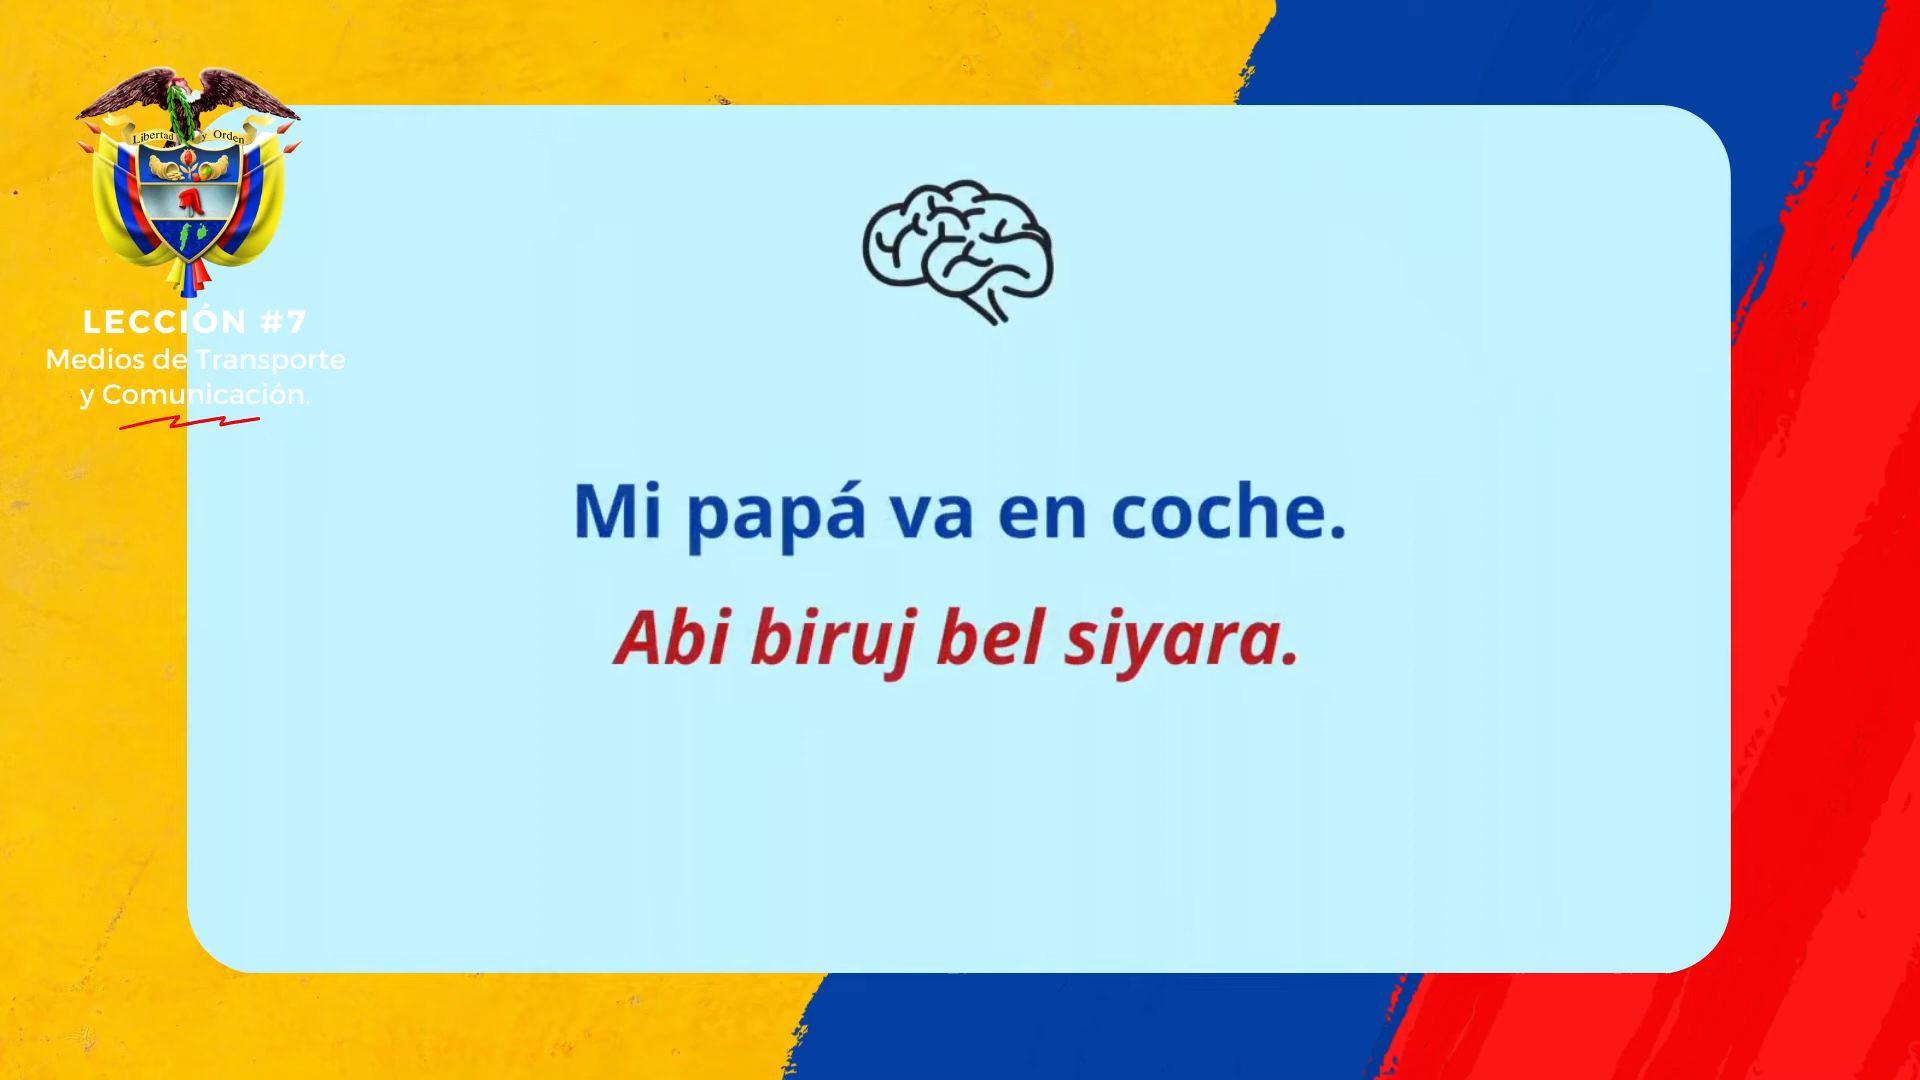 Libertad y Orden
LECCIÓN #7
Medios de Transporte
y Comunicación.
Mi papá va en coche.
Abi biruj bel siyara.